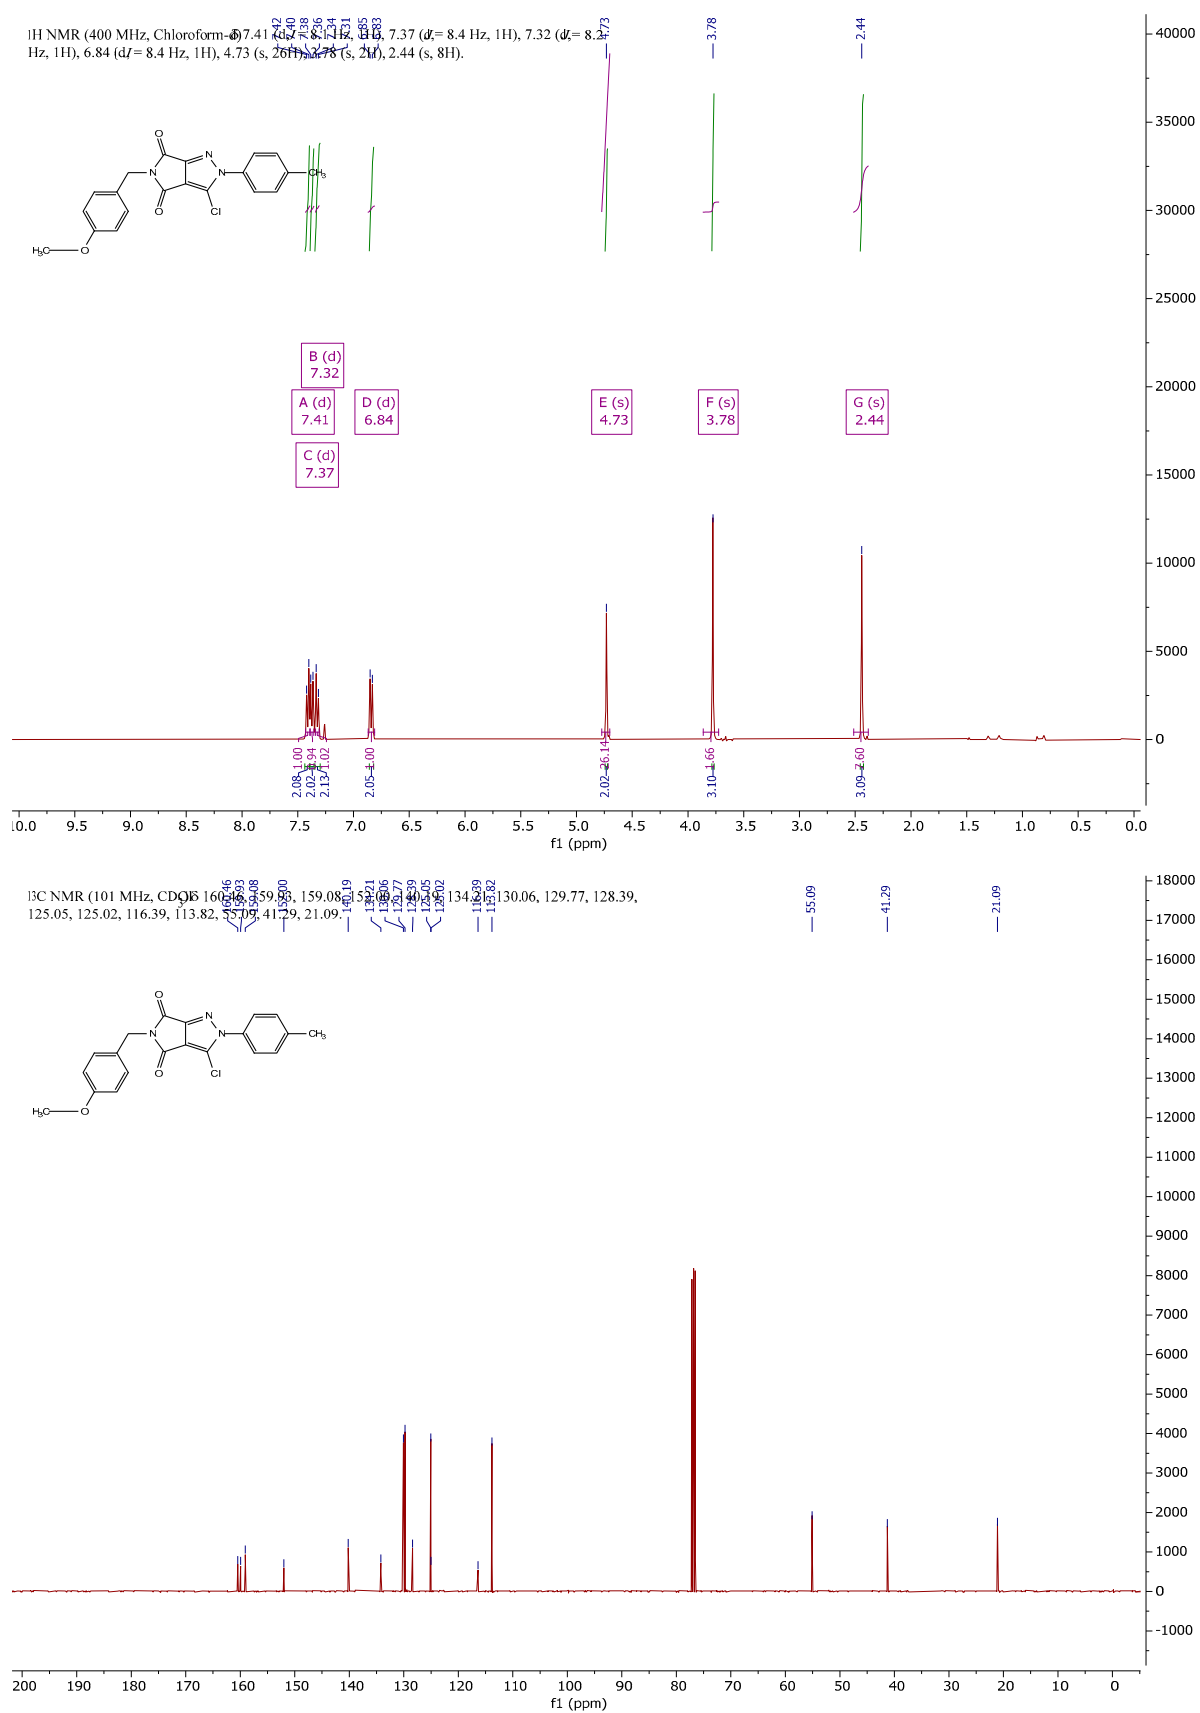 7.42
7.40
7.38
7.36
7.34
7.31
6.85
6.83
4.73
3.78
2.44
1H NMR (400 MHz, Chloroform-d) δ 7.41 (d, J = 8.1 Hz, 1H), 7.37 (d, J = 8.4 Hz, 1H), 7.32 (d, J = 8.2
Hz, 1H), 6.84 (d, J = 8.4 Hz, 1H), 4.73 (s, 26H), 3.78 (s, 2H), 2.44 (s, 8H).
O
N
N
N
CH3
O
Cl
H3C
O
B (d)
7.32
A (d)
7.41
D (d)
6.84
E (s)
4.73
F (s)
3.78
G (s)
2.44
C (d)
7.37
1.00
0.94
1.02
1.00
26.14
1.66
7.60
2.08
2.02
2.13
2.05
2.02
3.10
3.09
40000
35000
30000
25000
20000
15000
10000
5000
0
10.0 9.5 9.0 8.5 8.0 7.5 7.0 6.5 6.0 5.5 5.0 4.5 4.0 3.5 3.0 2.5 2.0 1.5 1.0 0.5 0.0
f1 (ppm)
160.46
159.93
159.08
152.00
140.19
134.21
130.06
129.77
128.39
125.05
125.02
116.39
113.82
55.09
41.29
21.09
13C NMR (101 MHz, CDCl3) δ 160.46, 159.93, 159.08, 152.00, 140.19, 134.21, 130.06, 129.77, 128.39,
125.05, 125.02, 116.39, 113.82, 55.09, 41.29, 21.09.
O
N
N
N
CH3
O
Cl
H3C
O
18000
17000
16000
15000
14000
13000
12000
11000
10000
9000
8000
7000
6000
5000
4000
3000
2000
1000
0
-1000
200 190 180 170 160 150 140 130 120 110 100 90 80 70 60 50 40 30 20 10 0
f1 (ppm)